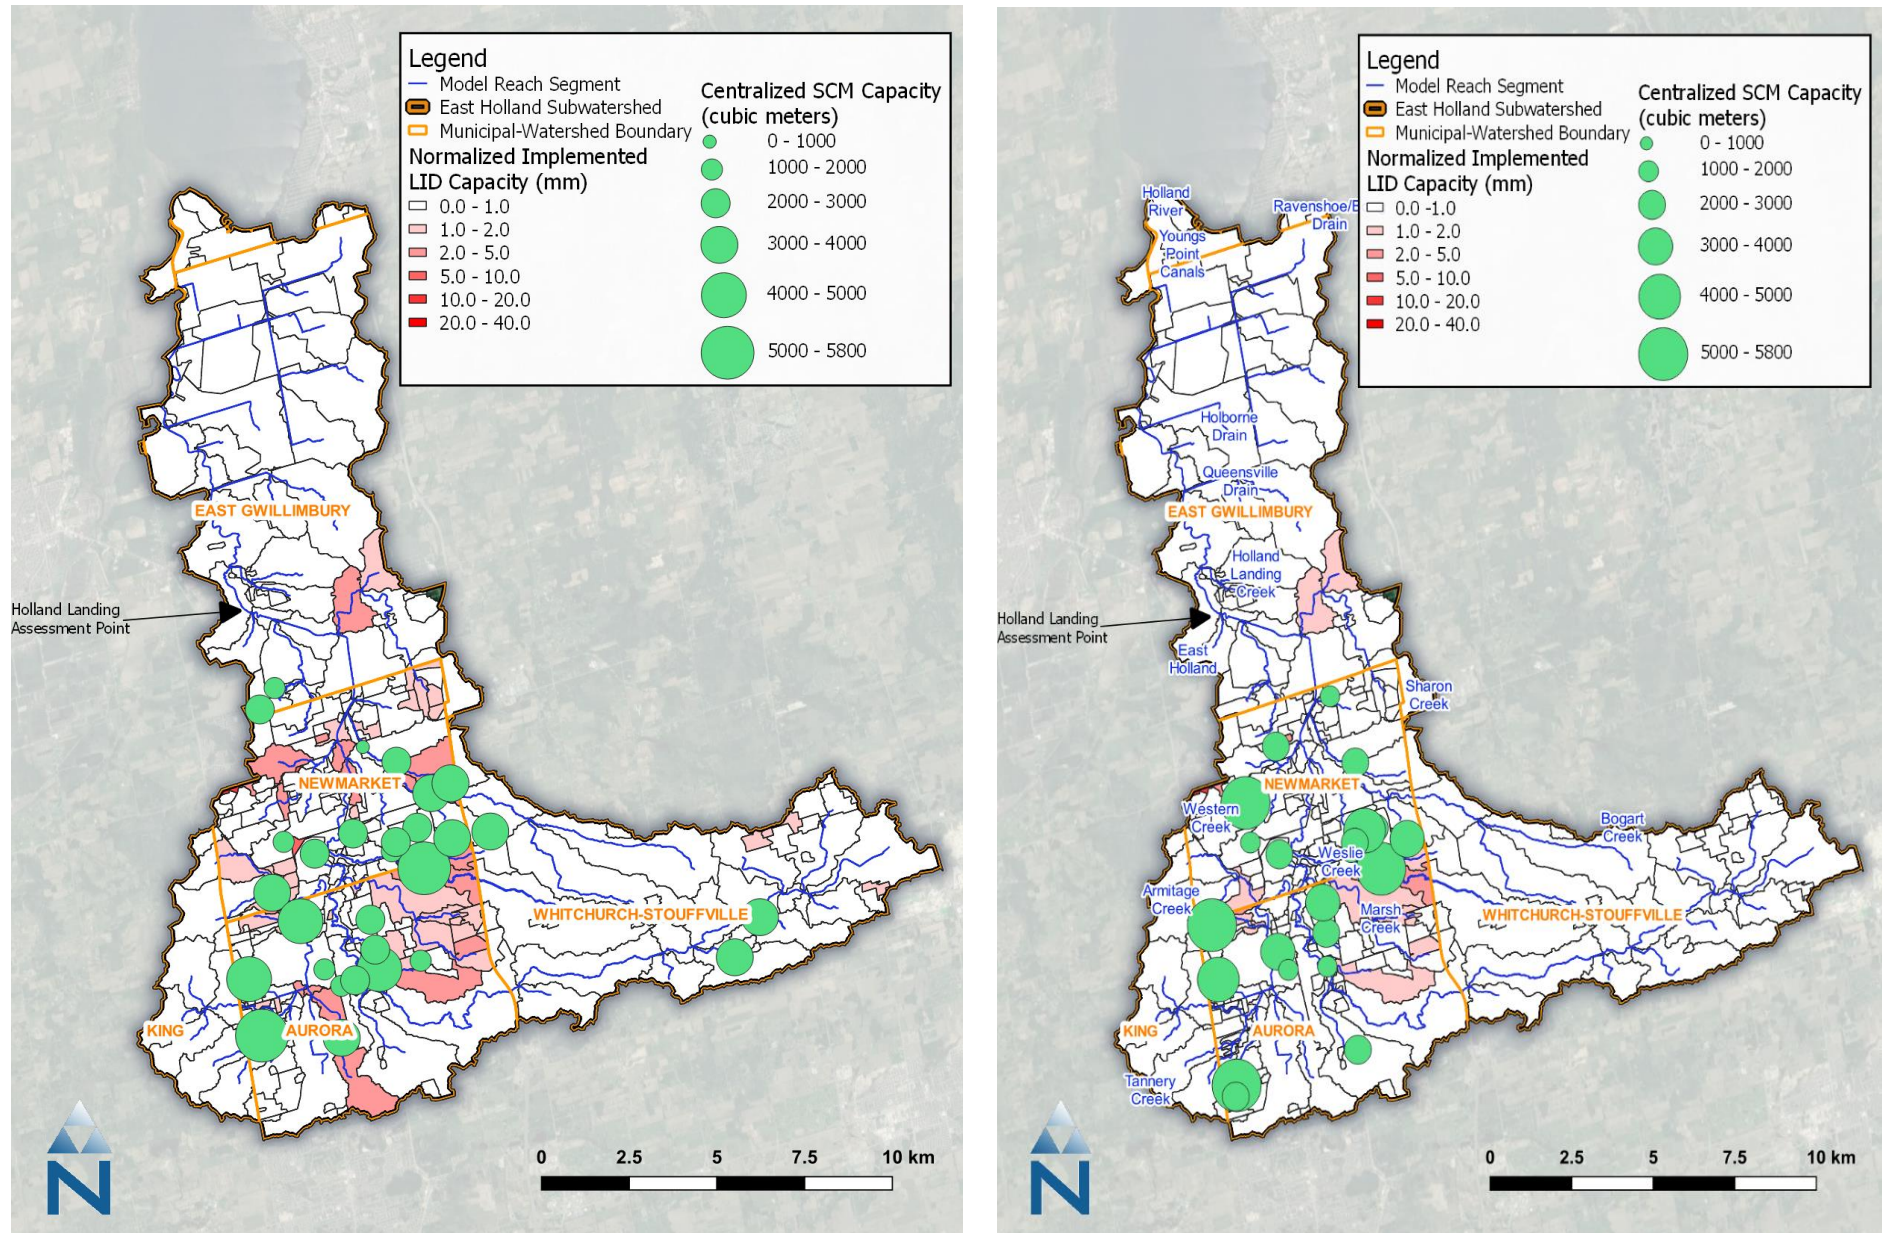 Legend
Model Reach Segment
East Holland Subwatershed
Municipal-Watershed Boundary
Normalized Implemented
LID Capacity (mm)
0.0 - 1.0
1.0 - 2.0
2.0 - 5.0
5.0 - 10.0
10.0 - 20.0
20.0 - 40.0
Centralized SCM Capacity
(cubic meters)
0 - 1000
1000 - 2000
2000 - 3000
3000 - 4000
4000 - 5000
5000 - 5800
EAST GWILLIMBURY
Holland Landing
Assessment Point
NEWMARKET
WHITCHURCH-STOUFFVILLE
KING
AURORA
N
0 2.5 5 7.5 10 km
Legend
Model Reach Segment
East Holland Subwatershed
Municipal-Watershed Boundary
Normalized Implemented
LID Capacity (mm)
0.0 -1.0
1.0 - 2.0
2.0 - 5.0
5.0 - 10.0
10.0 - 20.0
20.0 - 40.0
Centralized SCM Capacity
(cubic meters)
0 - 1000
1000 - 2000
2000 - 3000
3000 - 4000
4000 - 5000
5000 - 5800
Holland
River
Ravenshoe/E
Drain
Youngs
Point
Canals
Holborne
Drain
Queensville
Drain
EAST GWILLIMBURY
Holland
Landing
Creek
Holland Landing
Assessment Point
East
Holland
Sharon
Creek
NEWMARKET
Western
Creek
Bogart
Creek
Weslie
Creek
Armitage
Creek
Marsh
Creek
WHITCHURCH-STOUFFVILLE
KING
AURORA
Tannery
Creek
N
0 2.5 5 7.5 10 km